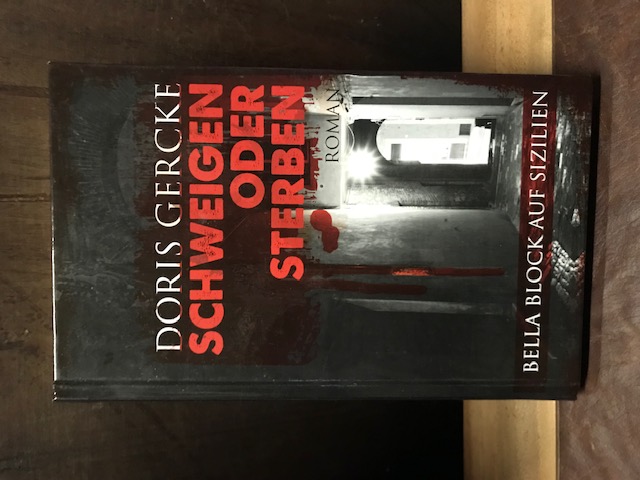 DORIS GERCKE
SCHWEIGEN
ODER
STERBEN
ROMAN
BELLA BLOCK AUF SIZILIEN